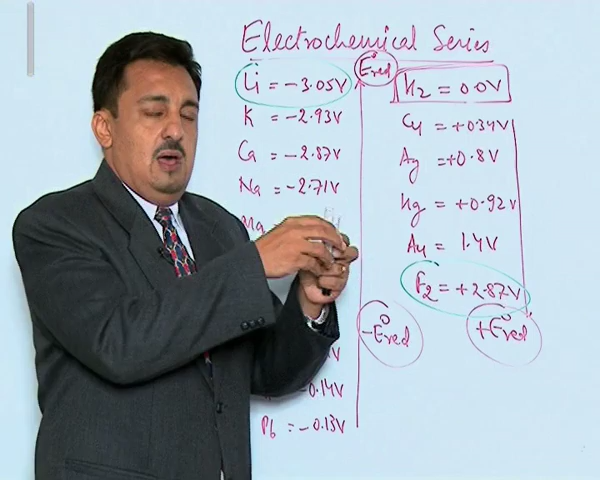 Electrochemical Series
E°red
Li = -3.05V
K = -2.93V
Ca = -2.87V
Na = -2.71V
Mg =
-0.14V
Pb = -0.13V
-E°red
H2 = 0.0V
Cu = +0.34V
Ag = +0.8V
Hg = +0.92V
Au = 1.4V
F2 = +2.87V
+E°red